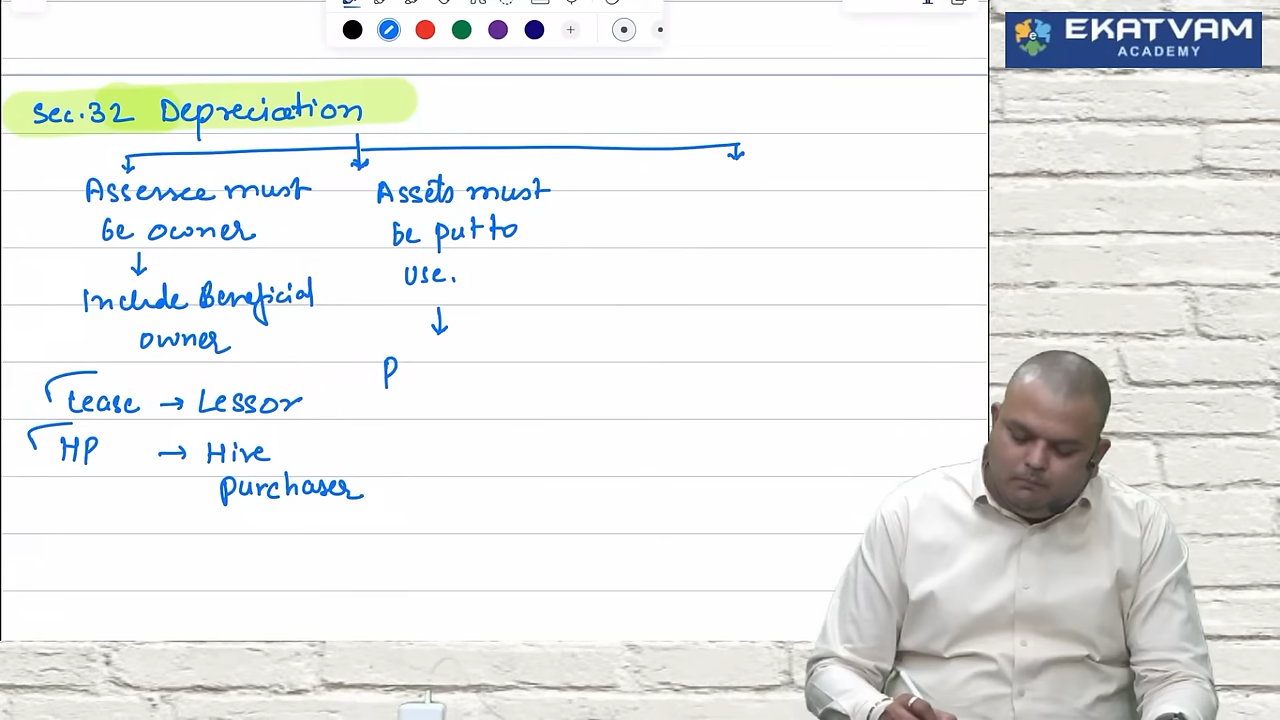 EKATVAM
ACADEMY
Sec.32 Depreciation
Assessee must
be owner
Include Beneficial
owner
Lease → Lessor
HP → Hire
purchaser
Assets must
be put to
use.
P